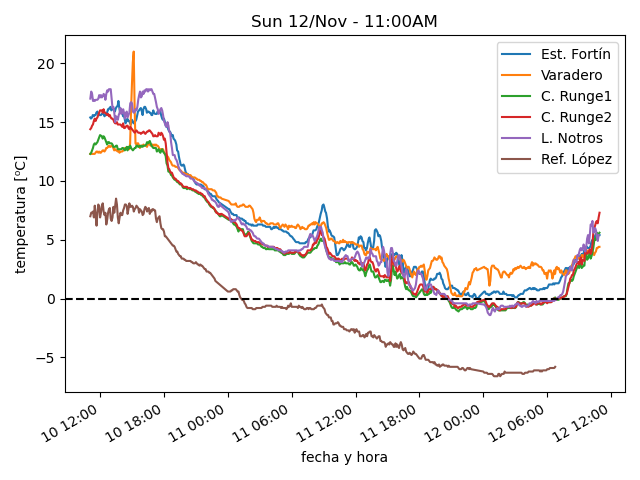 Sun 12/Nov - 11:00AM
Est. Fortín
Varadero
C. Runge1
C. Runge2
L. Notros
Ref. López
temperatura [ºC]
20
15
10
5
0
−5
10 12:00
10 18:00
11 00:00
11 06:00
11 12:00
11 18:00
12 00:00
12 06:00
12 12:00
fecha y hora